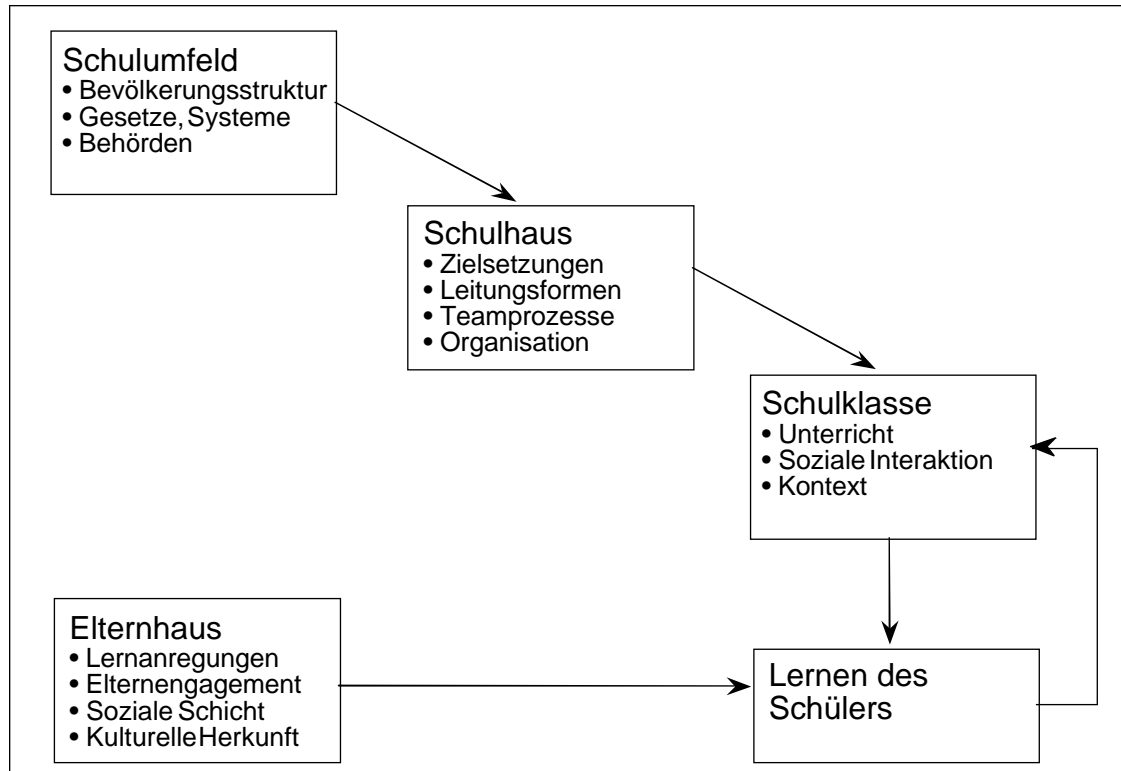 Schulumfeld
• Bevölkerungsstruktur
• Gesetze, Systeme
• Behörden
Schulhaus
• Zielsetzungen
• Leitungsformen
• Teamprozesse
• Organisation
Schulklasse
• Unterricht
• Soziale Interaktion
• Kontext
Elternhaus
• Lernanregungen
• Elternengagement
• Soziale Schicht
• Kulturelle Herkunft
Lernen des
Schülers